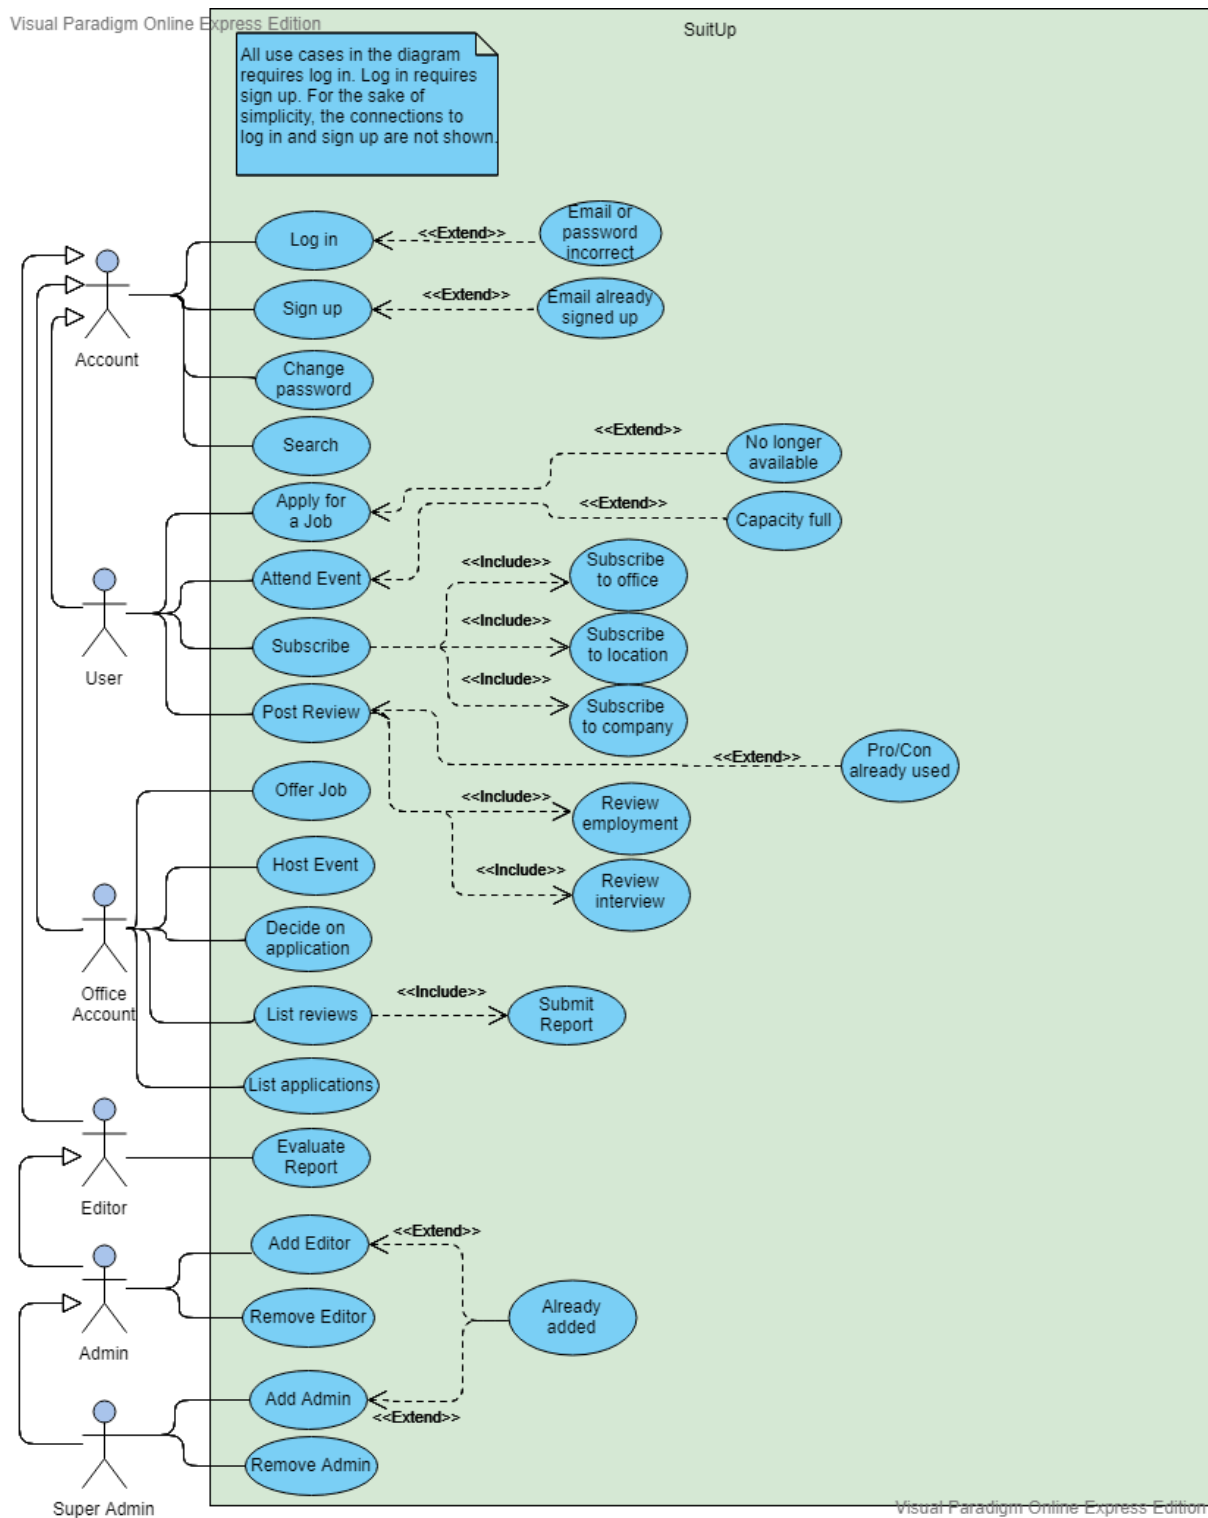 Visual Paradigm Online Express Edition
SuitUp
All use cases in the diagram
requires log in. Log in requires
sign up. For the sake of
simplicity, the connections to
log in and sign up are not shown.
Log in
<<Extend>>
Email or
password
incorrect
Sign up
<<Extend>>
Email already
signed up
Account
Change
password
Search
<<Extend>>
No longer
available
Apply for
a Job
<<Extend>>
Capacity full
Attend Event
<<Include>>
Subscribe
to office
User
Subscribe
<<Include>>
Subscribe
to location
<<Include>>
Subscribe
to company
Post Review
<<Extend>>
Pro/Con
already used
Offer Job
<<Include>>
Review
employment
Host Event
<<Include>>
Review
interview
Decide on
application
Office
Account
List reviews
<<Include>>
Submit
Report
List applications
Evaluate
Report
Editor
Add Editor
<<Extend>>
Remove Editor
Already
added
Admin
Add Admin
<<Extend>>
Remove Admin
Super Admin
Visual Paradigm Online Express Edition